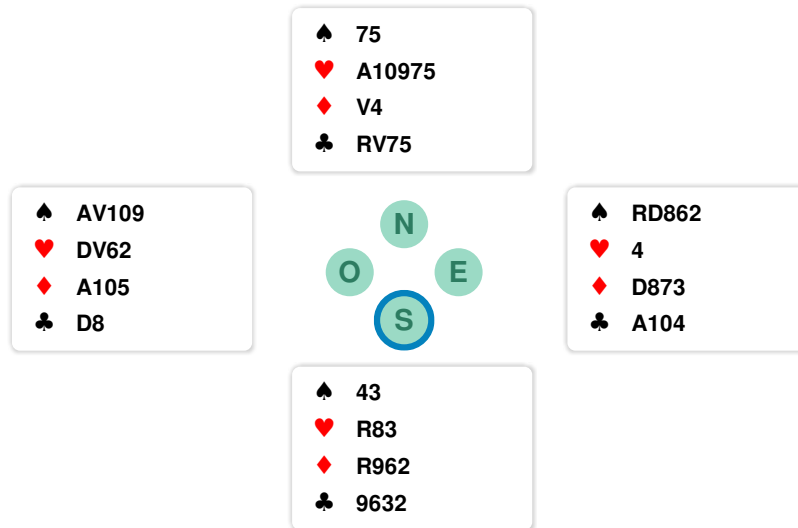 ♠ 75
♥ A10975
♦ V4
♣ RV75
♠ AV109
♥ DV62
♦ A105
♣ D8
N
O E
S
♠ RD862
♥ 4
♦ D873
♣ A104
♠ 43
♥ R83
♦ R962
♣ 9632